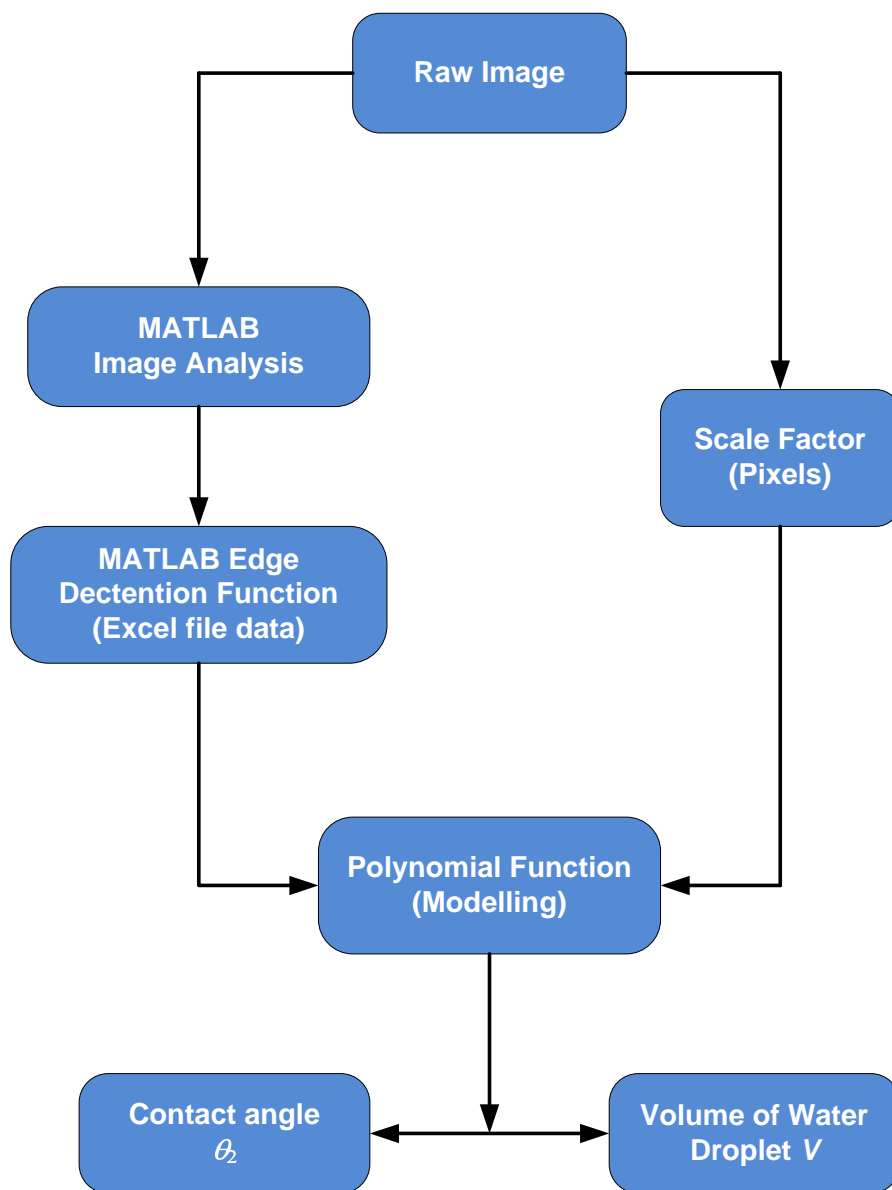 Raw Image
MATLAB
Image Analysis
Scale Factor
(Pixels)
MATLAB Edge
Dectention Function
(Excel file data)
Polynomial Function
(Modelling)
Contact angle
θ₂
Volume of Water
Droplet V